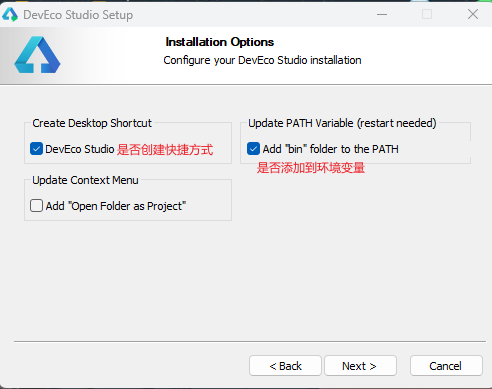 DevEco Studio Setup
Installation Options
Configure your DevEco Studio installation
Create Desktop Shortcut
DevEco Studio 是否创建快捷方式
Update PATH Variable (restart needed)
Add "bin" folder to the PATH
是否添加到环境变量
Update Context Menu
Add "Open Folder as Project"
< Back
Next >
Cancel